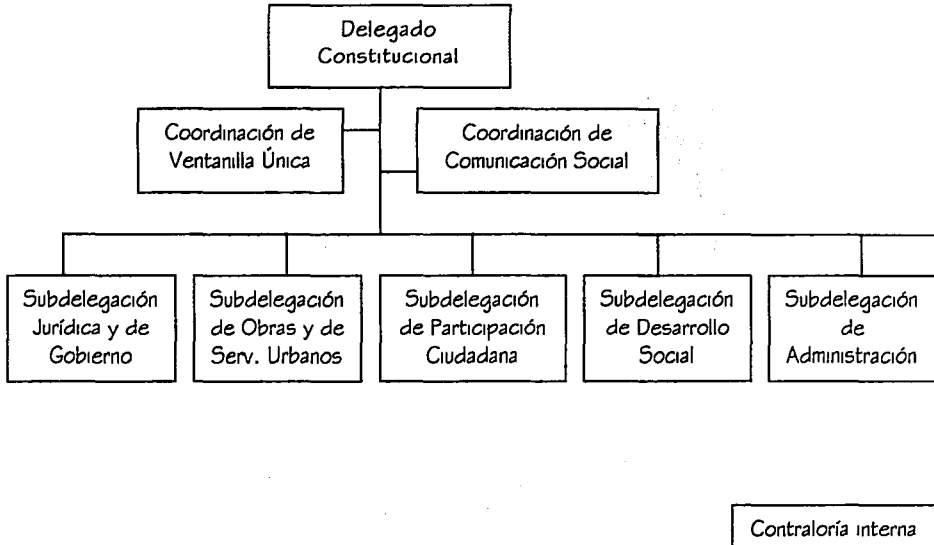 Delegado
Constitucional
Coordinación de
Ventanilla Única
Coordinación de
Comunicación Social
Subdelegación
Jurídica y de
Gobierno
Subdelegación
de Obras y de
Serv. Urbanos
Subdelegación
de Participación
Ciudadana
Subdelegación
de Desarrollo
Social
Subdelegación
de
Administración
Contraloría interna